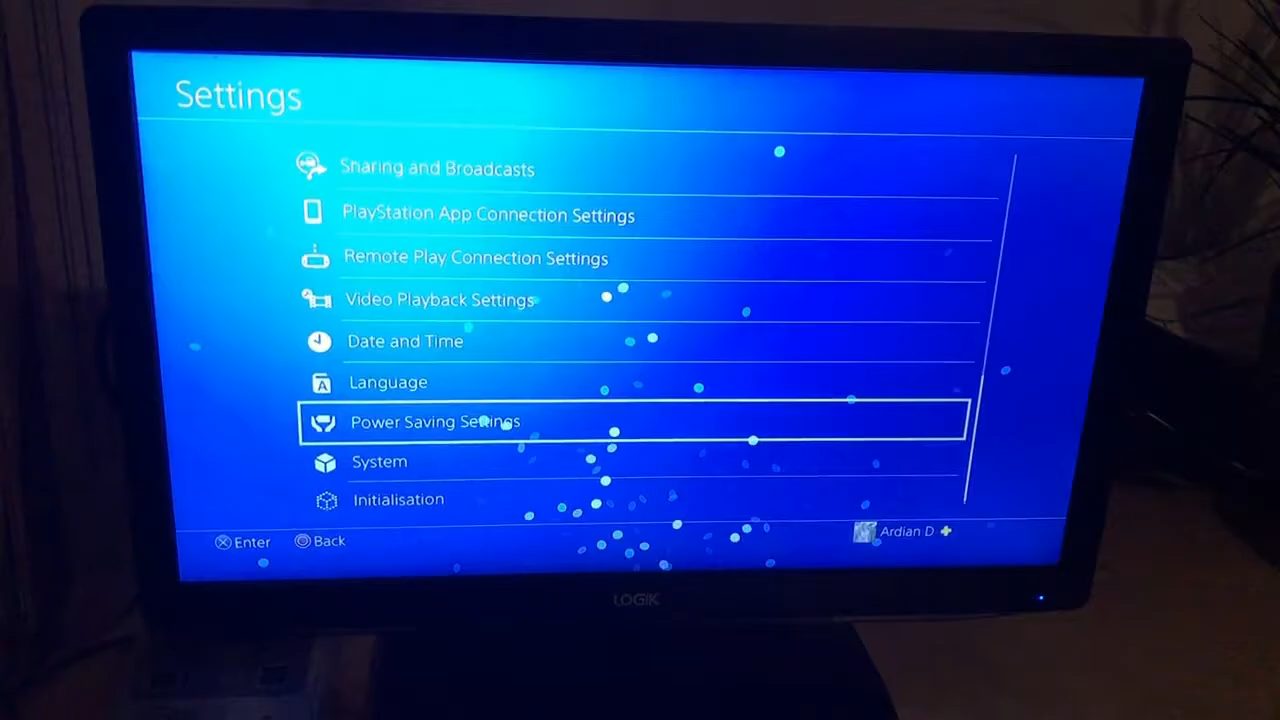 Settings
Sharing and Broadcasts
PlayStation App Connection Settings
Remote Play Connection Settings
Video Playback Settings
Date and Time
Language
Power Saving Settings
System
Initialisation
Enter Back
Ardian D
LOGIK